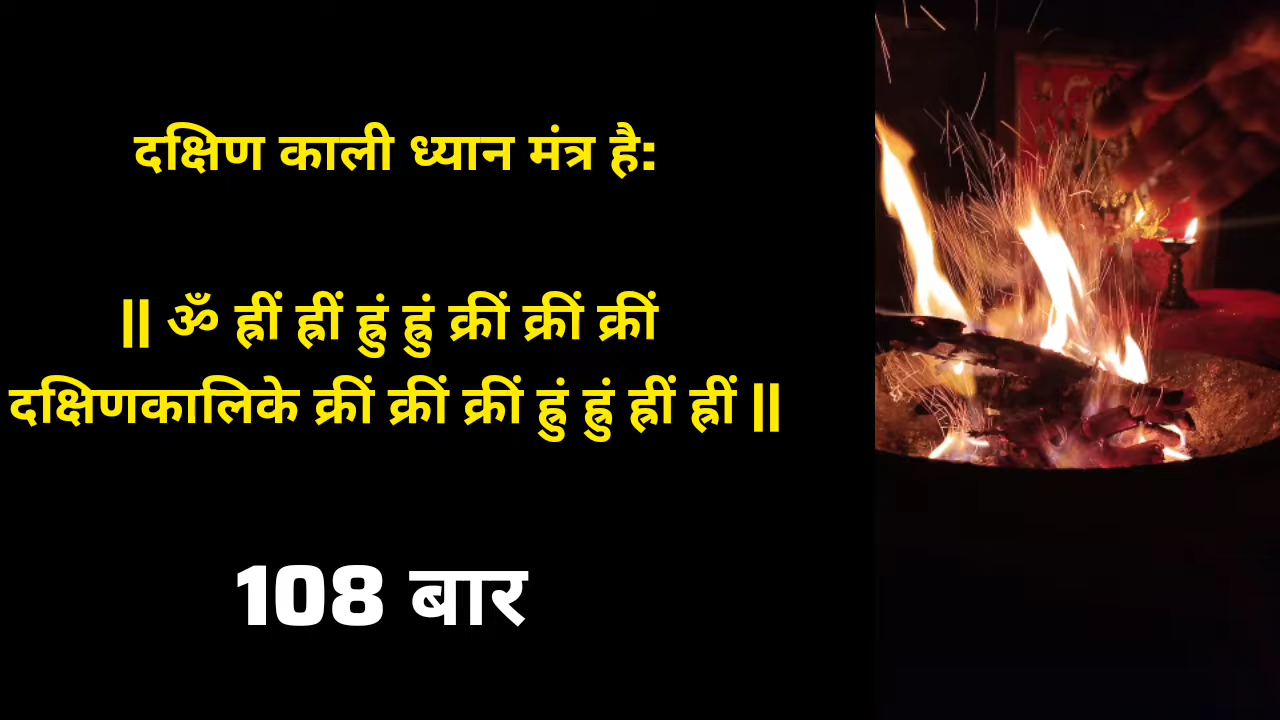 दक्षिण काली ध्यान मंत्र है:
|| ॐ ह्रीं ह्रीं ह्रुं ह्रुं क्रीं क्रीं क्रीं
दक्षिणकालिके क्रीं क्रीं क्रीं ह्रुं ह्रुं ह्रीं ह्रीं ||
108 बार